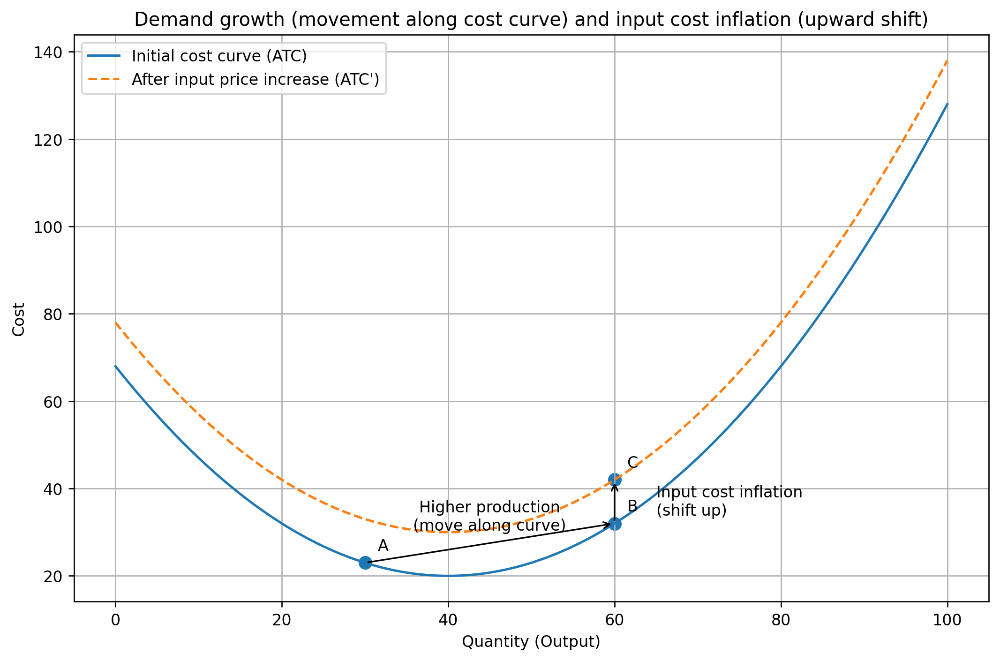 Demand growth (movement along cost curve) and input cost inflation (upward shift)
Initial cost curve (ATC)
After input price increase (ATC')
140
120
100
80
60
40
20
Cost
C
Input cost inflation
(shift up)
B
Higher production
(move along curve)
A
0
20
40
60
80
100
Quantity (Output)